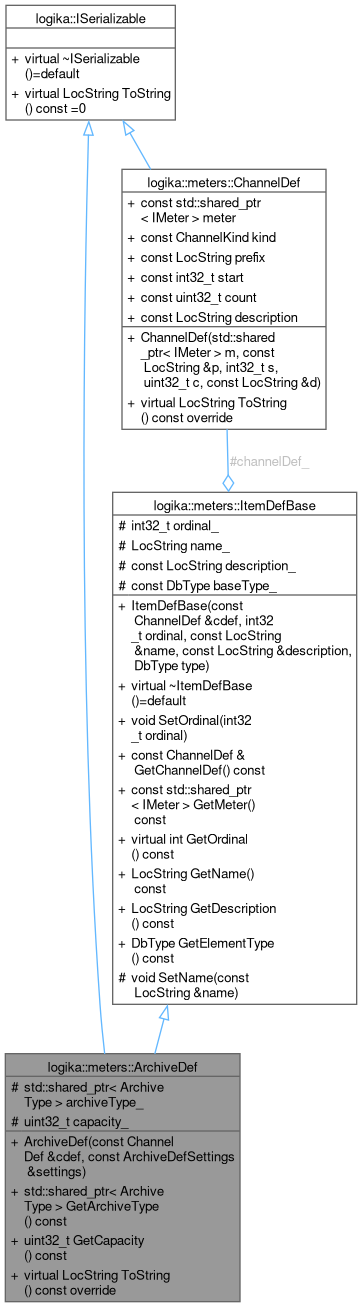 logika::ISerializable
+ virtual ~ISerializable
()=default
+ virtual LocString ToString
() const =0
logika::meters::ChannelDef
+ const std::shared_ptr
< IMeter > meter
+ const ChannelKind kind
+ const LocString prefix
+ const int32_t start
+ const uint32_t count
+ const LocString description
+ ChannelDef(std::shared
_ptr< IMeter > m, const
LocString &p, int32_t s,
uint32_t c, const LocString &d)
+ virtual LocString ToString
() const override
#channelDef_
logika::meters::ItemDefBase
# int32_t ordinal_
# LocString name_
# const LocString description_
# const DbType baseType_
+ ItemDefBase(const
ChannelDef &cdef, int32
_t ordinal, const LocString
&name, const LocString &description,
DbType type)
+ virtual ~ItemDefBase
()=default
+ void SetOrdinal(int32
_t ordinal)
+ const ChannelDef &
GetChannelDef() const
+ const std::shared_ptr
< IMeter > GetMeter()
const
+ virtual int GetOrdinal
() const
+ LocString GetName()
const
+ LocString GetDescription
() const
+ DbType GetElementType
() const
# void SetName(const
LocString &name)
logika::meters::ArchiveDef
# std::shared_ptr< Archive
Type > archiveType_
# uint32_t capacity_
+ ArchiveDef(const Channel
Def &cdef, const ArchiveDefSettings
&settings)
+ std::shared_ptr< Archive
Type > GetArchiveType
() const
+ uint32_t GetCapacity
() const
+ virtual LocString ToString
() const override